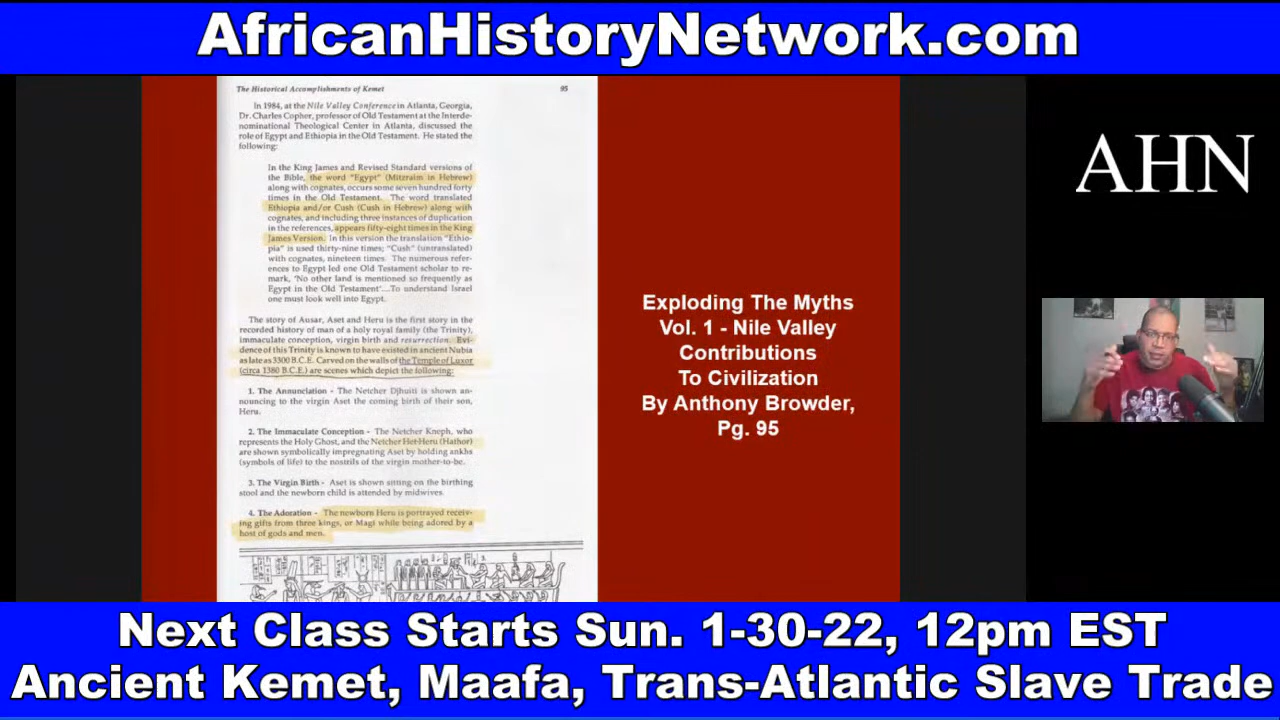 AfricanHistoryNetwork.com
The Historical Accomplishments of Kemet 95
In 1984, at the Nile Valley Conference in Atlanta, Georgia,
Dr. Charles Copher, professor of Old Testament at the Interde-
nominational Theological Center in Atlanta, discussed the
role of Egypt and Ethiopia in the Old Testament. He stated the
following:
In the King James and Revised Standard versions of
the Bible, the word "Egypt" (Mitzraim in Hebrew)
along with cognates, occurs some seven hundred forty
times in the Old Testament. The word translated
Ethiopia and/or Cush (Cush in Hebrew) along with
cognates, and including three instances of duplication
in the references, appears fifty-eight times in the King
James Version. In this version the translation "Ethio-
pia" is used thirty-nine times; "Cush" (untranslated)
with cognates, nineteen times. The numerous refer-
ences to Egypt led one Old Testament scholar to re-
mark, 'No other land is mentioned so frequently as
Egypt in the Old Testament'....To understand Israel
one must look well into Egypt.
The story of Ausar, Aset and Heru is the first story in the
recorded history of man of a holy royal family (the Trinity),
immaculate conception, virgin birth and resurrection. Evi-
dence of this Trinity is known to have existed in ancient Nubia
as late as 3300 B.C.E. Carved on the walls of the Temple of Luxor
(circa 1380 B.C.E.) are scenes which depict the following:
1. The Annunciation - The Netcher Djhuiti is shown an-
nouncing to the virgin Aset the coming birth of their son,
Heru.
2. The Immaculate Conception - The Netcher Kneph, who
represents the Holy Ghost, and the Netcher Het-Heru (Hathor)
are shown symbolically impregnating Aset by holding ankhs
(symbols of life) to the nostrils of the virgin mother-to-be.
3. The Virgin Birth - Aset is shown sitting on the birthing
stool and the newborn child is attended by midwives.
4. The Adoration - The newborn Heru is portrayed receiv-
ing gifts from three kings, or Magi while being adored by a
host of gods and men.
Exploding The Myths
Vol. 1 - Nile Valley
Contributions
To Civilization
By Anthony Browder,
Pg. 95
AHN
Next Class Starts Sun. 1-30-22, 12pm EST
Ancient Kemet, Maafa, Trans-Atlantic Slave Trade